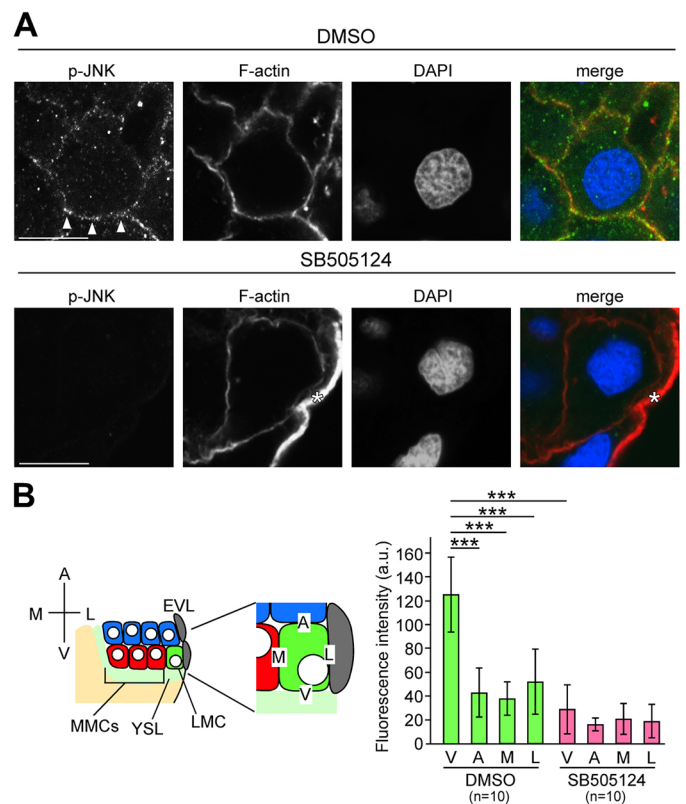 A
DMSO
p-JNK F-actin DAPI merge
SB505124
p-JNK F-actin DAPI merge
*
*
B
A
M L
V
EVL
MMCs YSL LMC
A
M L
V
Fluorescence intensity (a.u.)
160
140
120
100
80
60
40
20
0
***
***
***
***
V A M L V A M L
DMSO SB505124
(n=10) (n=10)